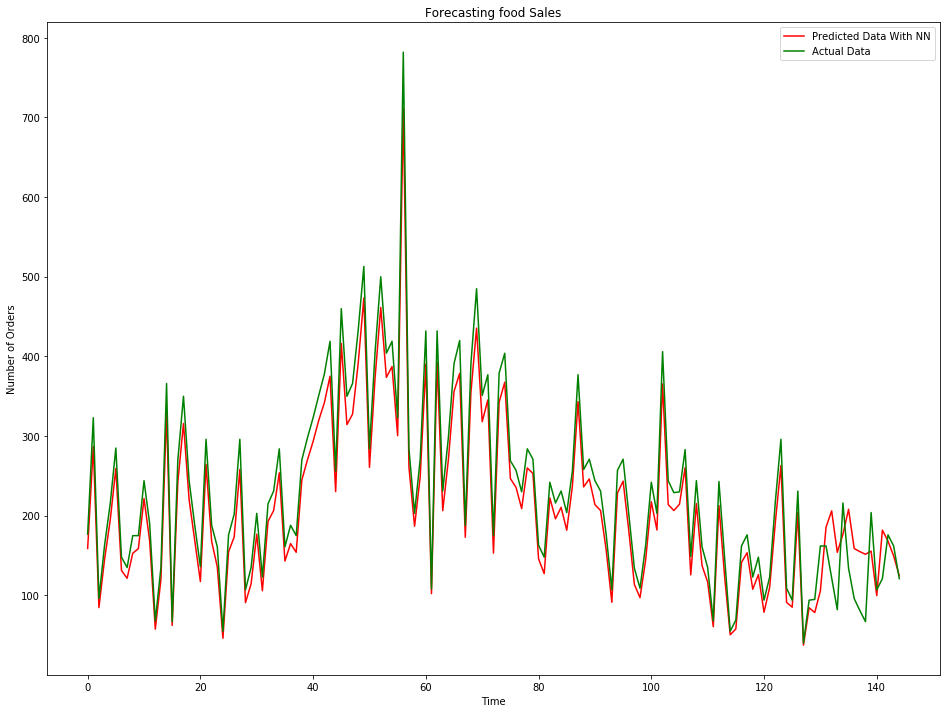 Forecasting food Sales
Predicted Data With NN
Actual Data
800
700
600
500
400
300
200
100
Number of Orders
0 20 40 60 80 100 120 140
Time